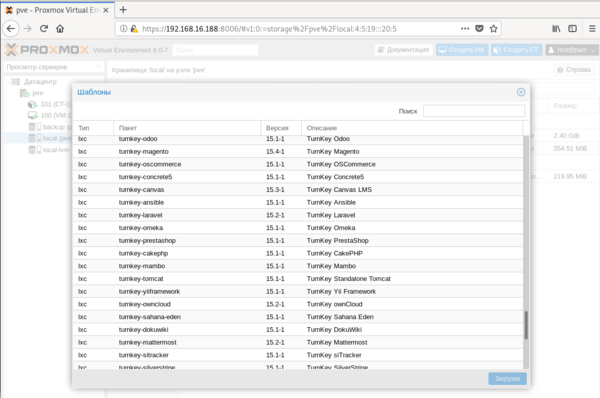 pve - Proxmox Virtual En
https://192.168.16.188:8006/#v1:0:=storage%2Fpve%2Flocal:4:5:19:::20:5
PROXMOX Virtual Environment 6.0-7 Поиск Документация Создать VM Создать CT root@pam
Просмотр серверов Хранилище 'local' на узле 'pve' Справка
Датацентр
pve
101 (CT-1)
100 (VM-1
backup (p
local (pve
local-lvm
Размер
2.40 GiB
354.51 MiB
219.95 MiB
Шаблоны
Поиск
Тип Пакет Версия Описание
lxc turnkey-odoo 15.1-1 TurnKey Odoo
lxc turnkey-magento 15.4-1 TurnKey Magento
lxc turnkey-oscommerce 15.1-1 TurnKey OSCommerce
lxc turnkey-concrete5 15.1-1 TurnKey Concrete5
lxc turnkey-canvas 15.3-1 TurnKey Canvas LMS
lxc turnkey-ansible 15.1-1 TurnKey Ansible
lxc turnkey-laravel 15.2-1 TurnKey Laravel
lxc turnkey-omeka 15.1-1 TurnKey Omeka
lxc turnkey-prestashop 15.1-1 TurnKey PrestaShop
lxc turnkey-cakephp 15.1-1 TurnKey CakePHP
lxc turnkey-mambo 15.1-1 TurnKey Mambo
lxc turnkey-tomcat 15.1-1 TurnKey Standalone Tomcat
lxc turnkey-yiiframework 15.1-1 TurnKey Yii Framework
lxc turnkey-owncloud 15.2-1 TurnKey ownCloud
lxc turnkey-sahana-eden 15.1-1 TurnKey Sahana Eden
lxc turnkey-dokuwiki 15.1-1 TurnKey DokuWiki
lxc turnkey-mattermost 15.2-1 TurnKey Mattermost
lxc turnkey-sitracker 15.1-1 TurnKey siTracker
lxc turnkey-silverstripe 15.1-1 TurnKey SilverStripe
Загрузка